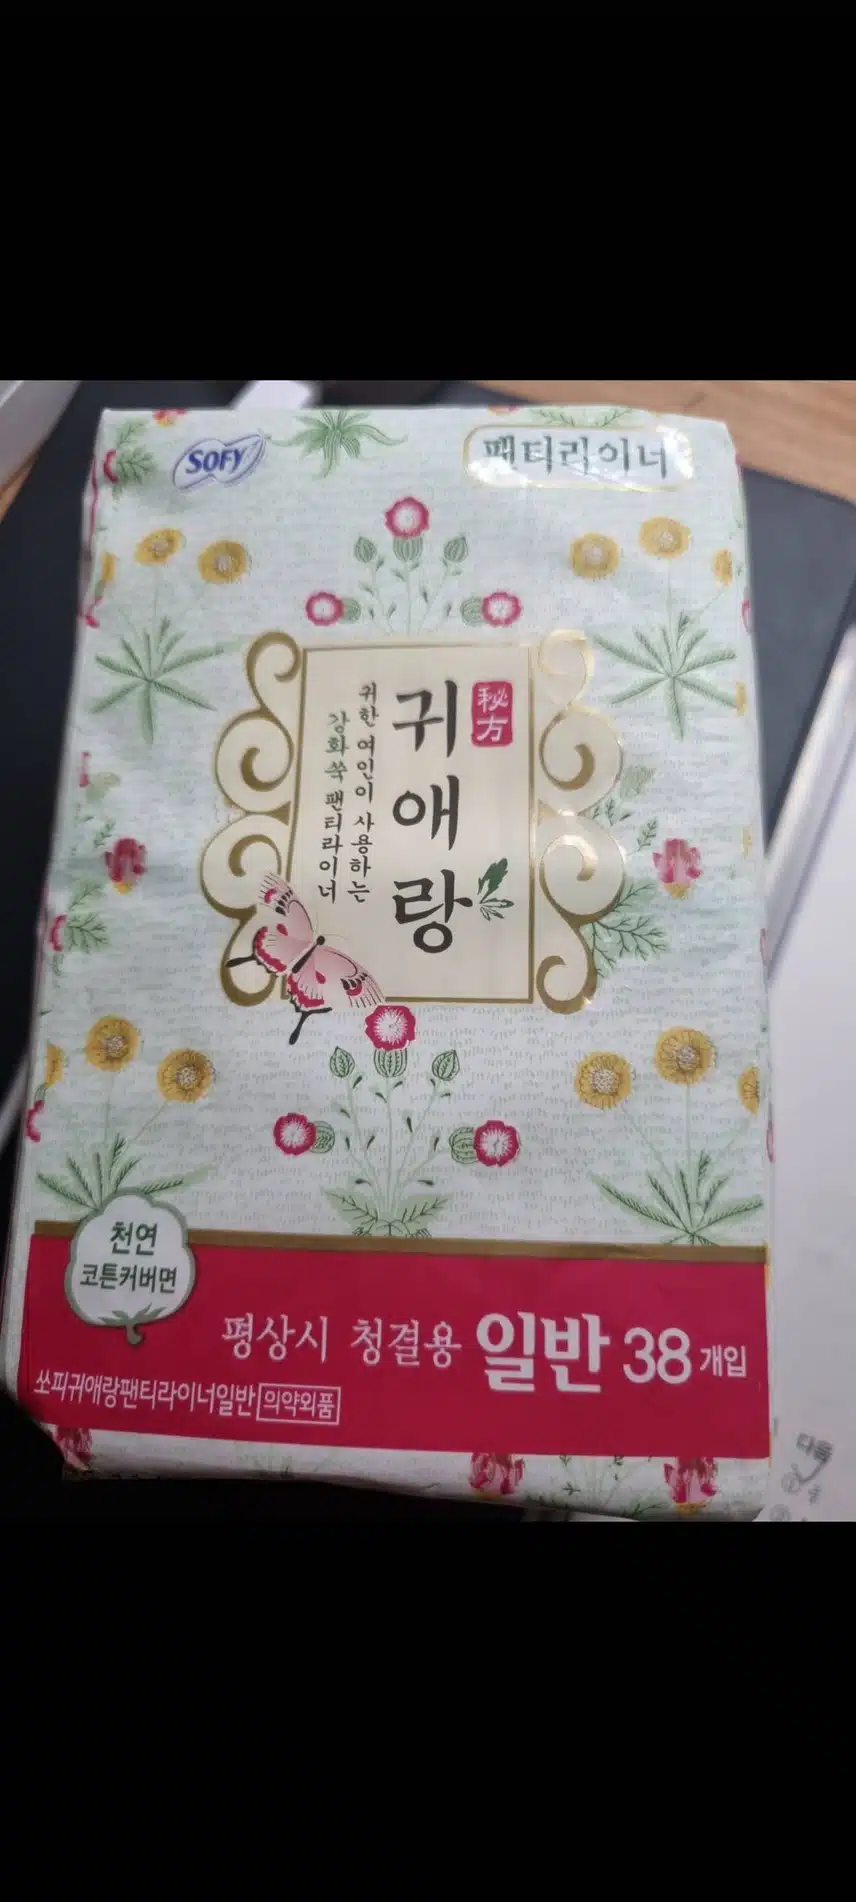 SOFY
팬티라이너
秘方
귀애랑
귀한 여인이 사용하는
강화쑥 팬티라이너
천연
코튼커버면
평상시 청결용 일반 38개입
쏘피귀애랑팬티라이너일반 의약외품
다음